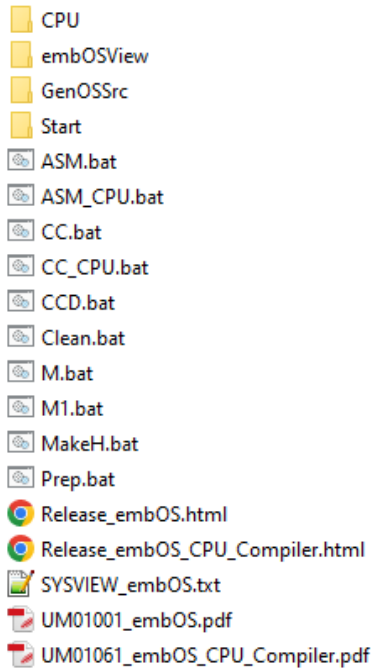 CPU
embOSView
GenOSSrc
Start
ASM.bat
ASM_CPU.bat
CC.bat
CC_CPU.bat
CCD.bat
Clean.bat
M.bat
M1.bat
MakeH.bat
Prep.bat
Release_embOS.html
Release_embOS_CPU_Compiler.html
SYSVIEW_embOS.txt
UM01001_embOS.pdf
UM01061_embOS_CPU_Compiler.pdf